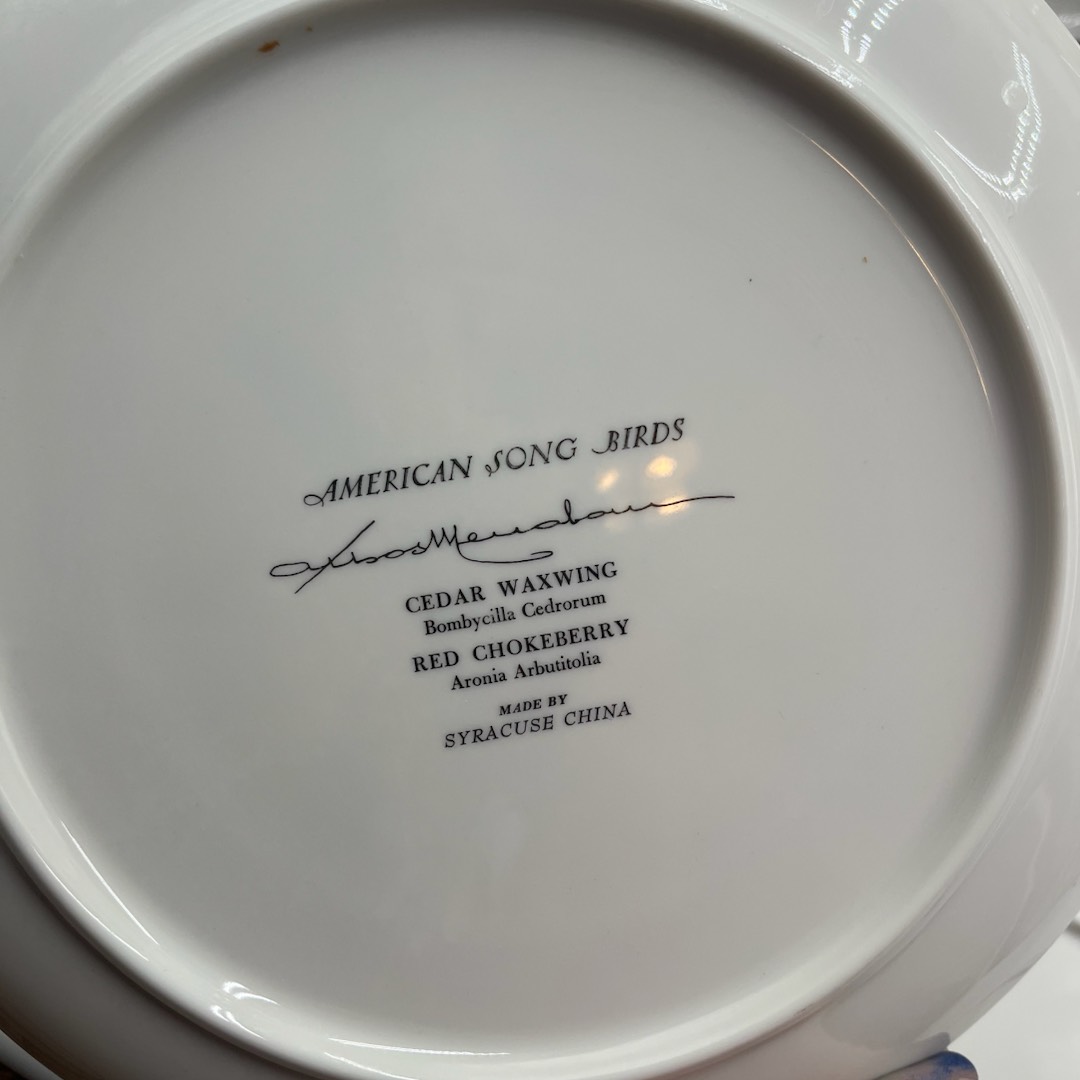 AMERICAN SONG BIRDS
CEDAR WAXWING
Bombycilla Cedrorum
RED CHOKEBERRY
Aronia Arbutitolia
MADE BY
SYRACUSE CHINA